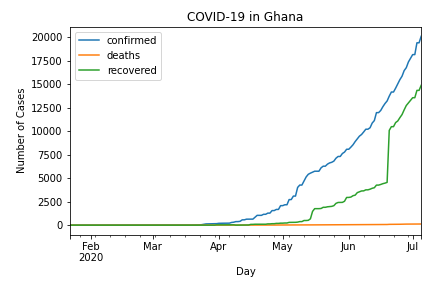 COVID-19 in Ghana
confirmed
deaths
recovered
Number of Cases
20000
17500
15000
12500
10000
7500
5000
2500
0
Feb Mar Apr May Jun Jul
2020
Day